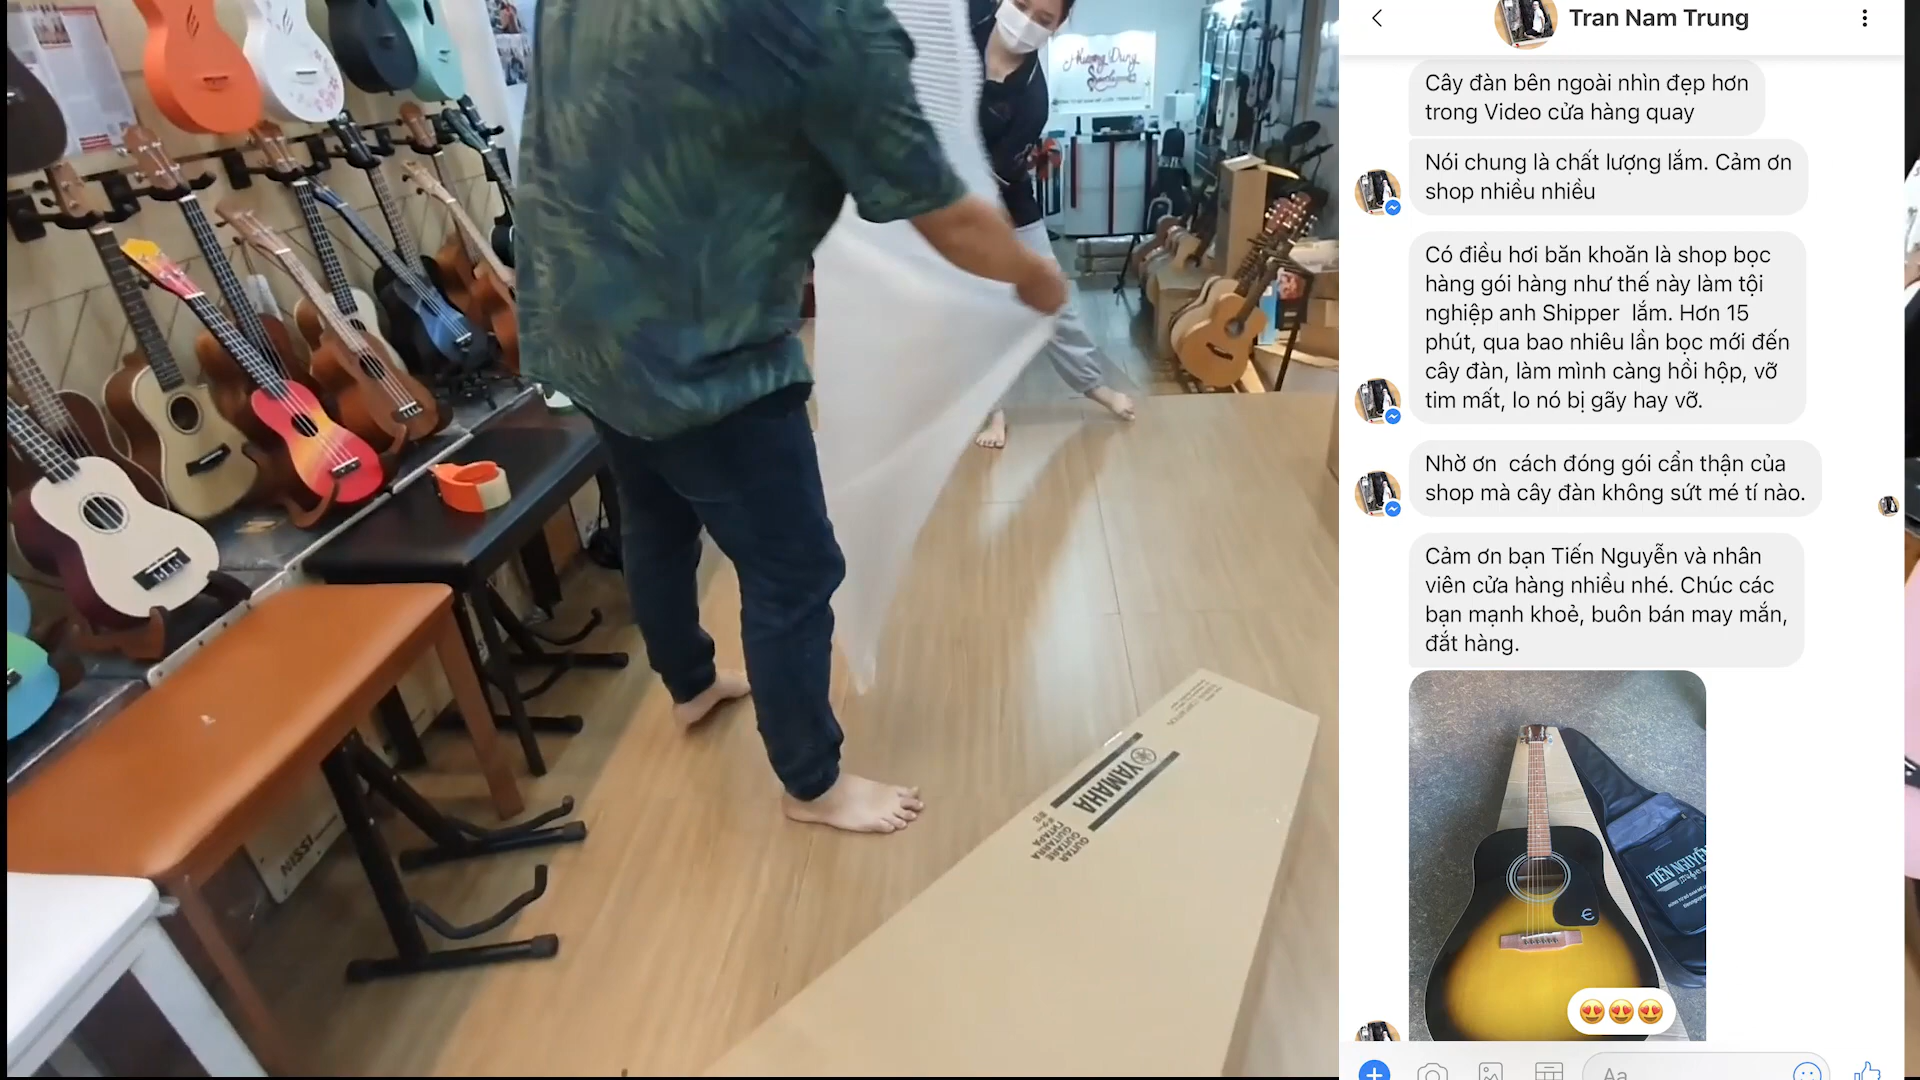 Tran Nam Trung
Cây đàn bên ngoài nhìn đẹp hơn
trong Video cửa hàng quay
Nói chung là chất lượng lắm. Cảm ơn
shop nhiều nhiều
Có điều hơi băn khoăn là shop bọc
hàng gói hàng như thế này làm tội
nghiệp anh Shipper lắm. Hơn 15
phút, qua bao nhiêu lần bọc mới đến
cây đàn, làm mình càng hồi hộp, vỡ
tim mất, lo nó bị gãy hay vỡ.
Nhờ ơn cách đóng gói cẩn thận của
shop mà cây đàn không sứt mé tí nào.
Cảm ơn bạn Tiến Nguyễn và nhân
viên cửa hàng nhiều nhé. Chúc các
bạn mạnh khoẻ, buôn bán may mắn,
đắt hàng.
TIẾN NGUYỄN
Aa
YAMAHA
GUITAR
GUITARE
GUITARRA
ГИТАРА
NISSI